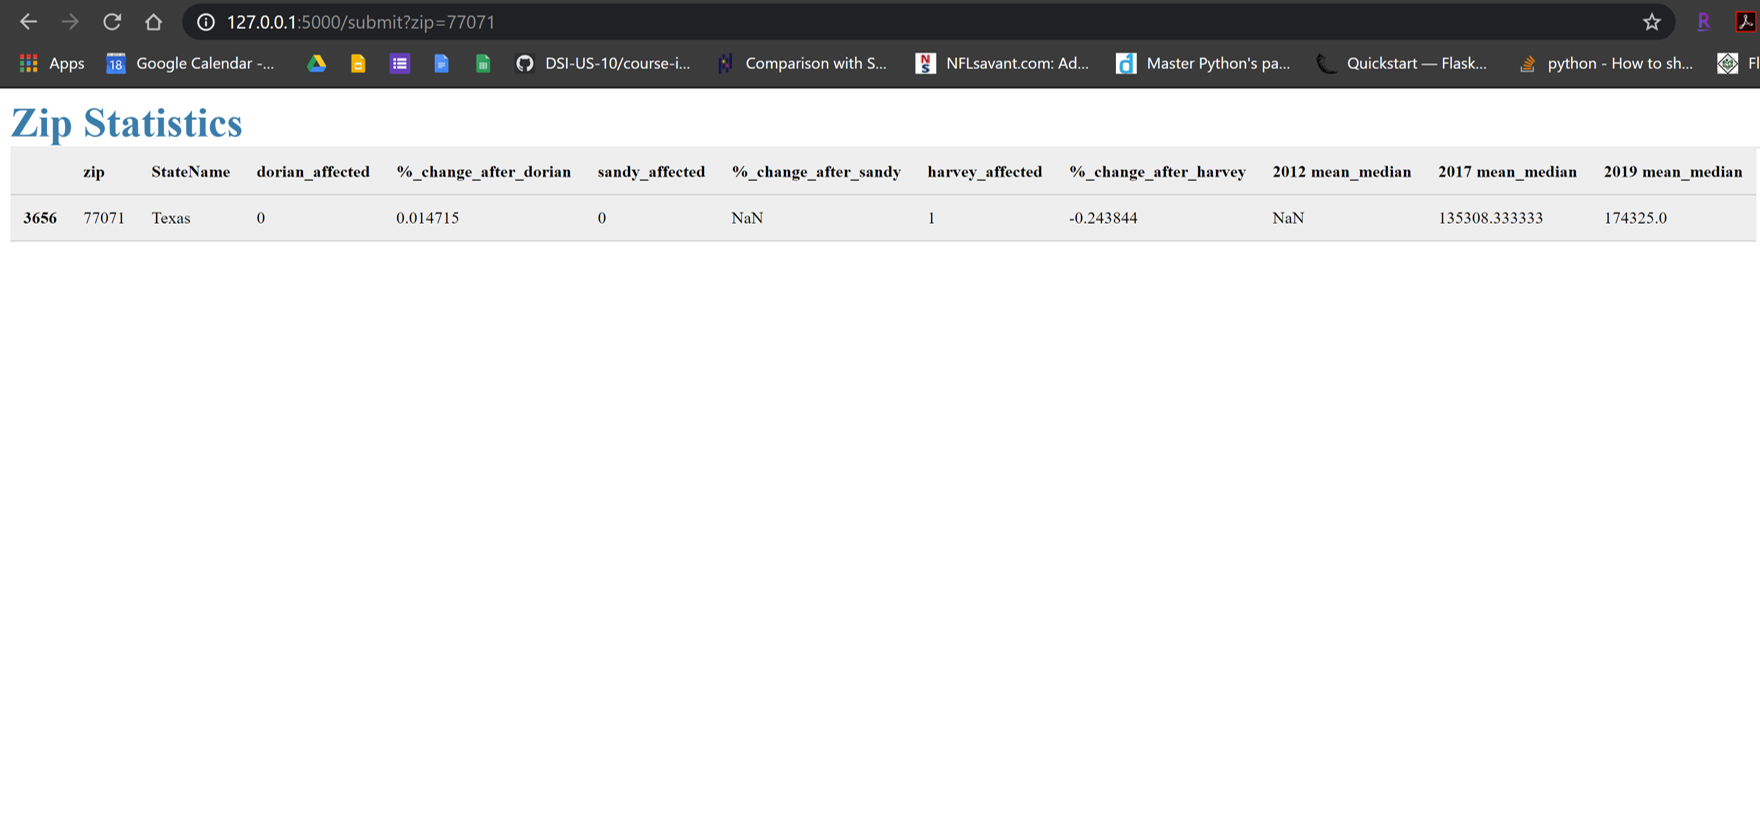 127.0.0.1:5000/submit?zip=77071
Apps 18 Google Calendar -... DSI-US-10/course-i... Comparison with S... N S NFLsavant.com: Ad... d Master Python's pa... Quickstart — Flask... python - How to sh... Fl
Zip Statistics
zip StateName dorian_affected %_change_after_dorian sandy_affected %_change_after_sandy harvey_affected %_change_after_harvey 2012 mean_median 2017 mean_median 2019 mean_median
3656 77071 Texas 0 0.014715 0 NaN 1 -0.243844 NaN 135308.333333 174325.0